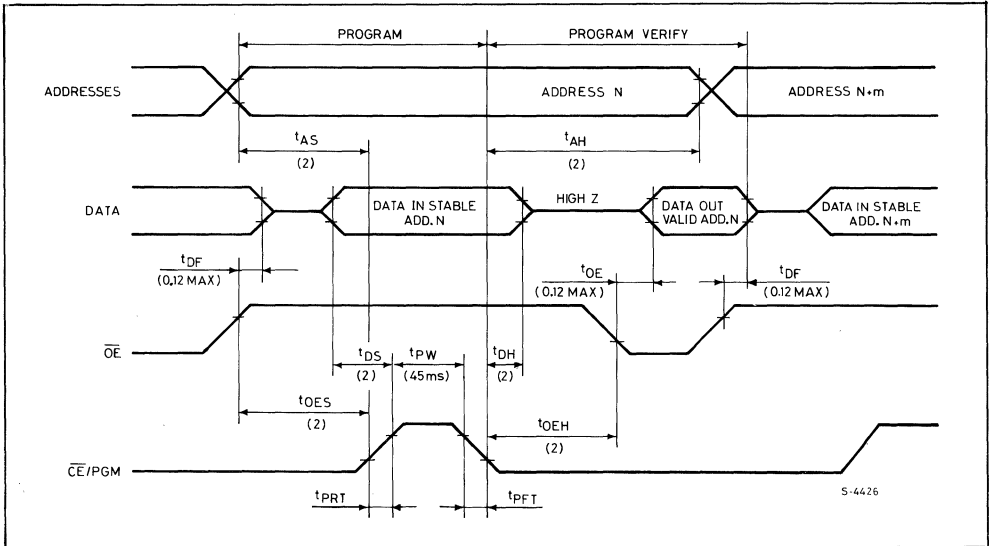 PROGRAM
PROGRAM VERIFY
ADDRESSES
ADDRESS N
ADDRESS N+m
tAS
(2)
tAH
(2)
DATA
DATA IN STABLE
ADD. N
HIGH Z
DATA OUT
VALID ADD. N
DATA IN STABLE
ADD. N+m
tDF
(0.12 MAX)
tOE
(0.12 MAX)
tDF
(0.12 MAX)
OE
tDS
(2)
tPW
(45ms)
tDH
(2)
tOES
(2)
tOEH
(2)
CE/PGM
S-4426
tPRT
tPFT